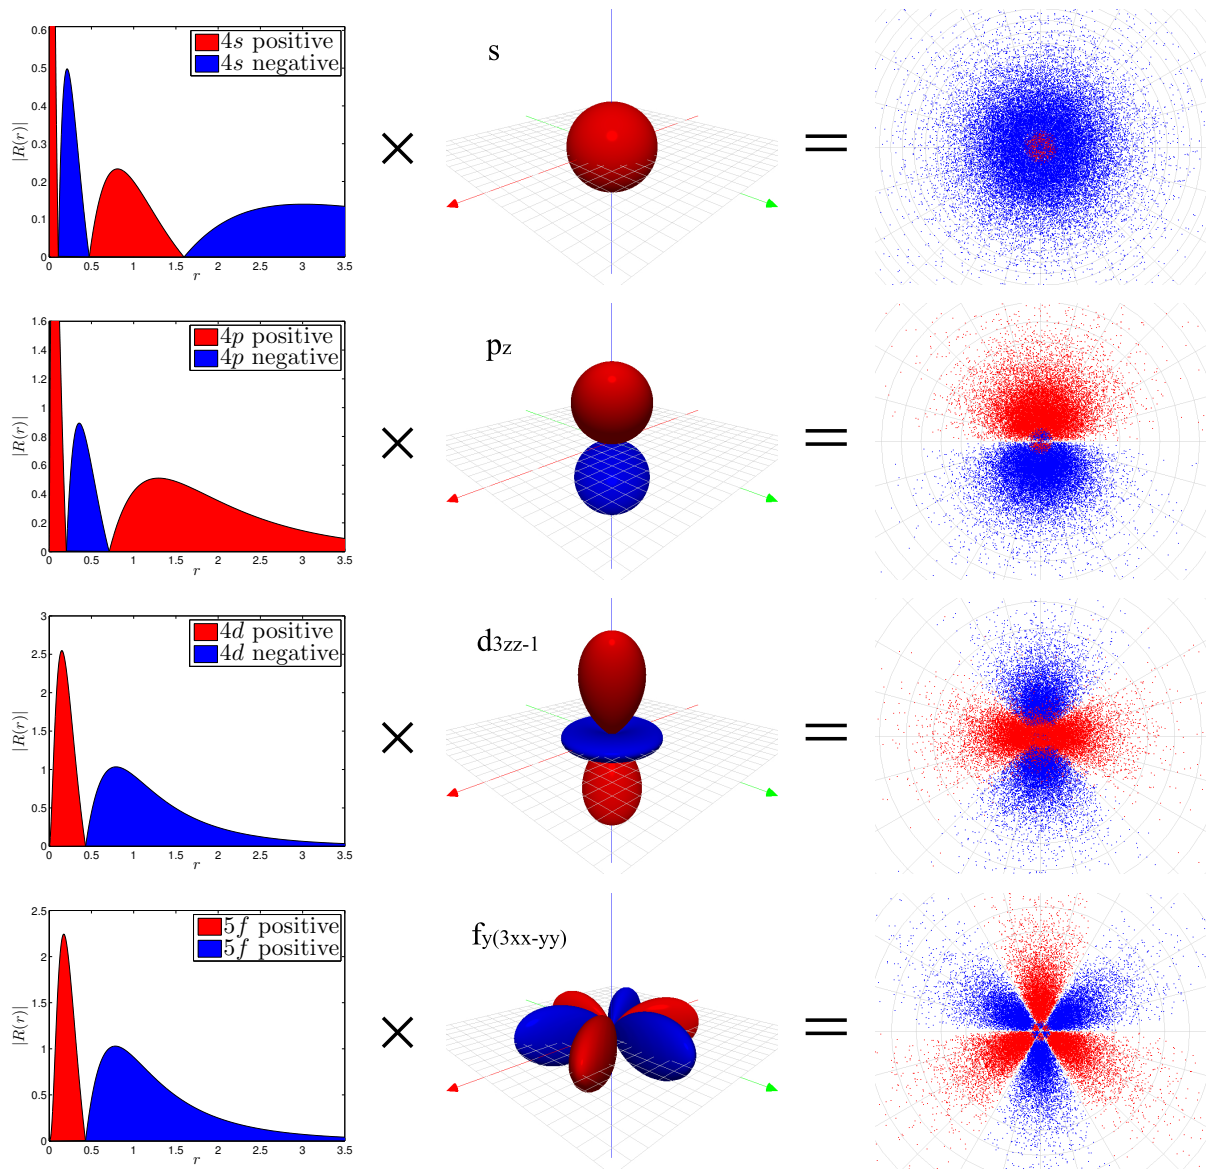 0.6
0.5
0.4
0.3
0.2
0.1
0
|R(r)|
4s positive
4s negative
0 0.5 1 1.5 2 2.5 3 3.5
r
×
s
=
1.6
1.4
1.2
1
0.8
0.6
0.4
0.2
0
|R(r)|
4p positive
4p negative
0 0.5 1 1.5 2 2.5 3 3.5
r
×
pz
=
3
2.5
2
1.5
1
0.5
0
|R(r)|
4d positive
4d negative
0 0.5 1 1.5 2 2.5 3 3.5
r
×
d3zz-1
=
2.5
2
1.5
1
0.5
0
|R(r)|
5f positive
5f positive
0 0.5 1 1.5 2 2.5 3 3.5
r
×
fy(3xx-yy)
=